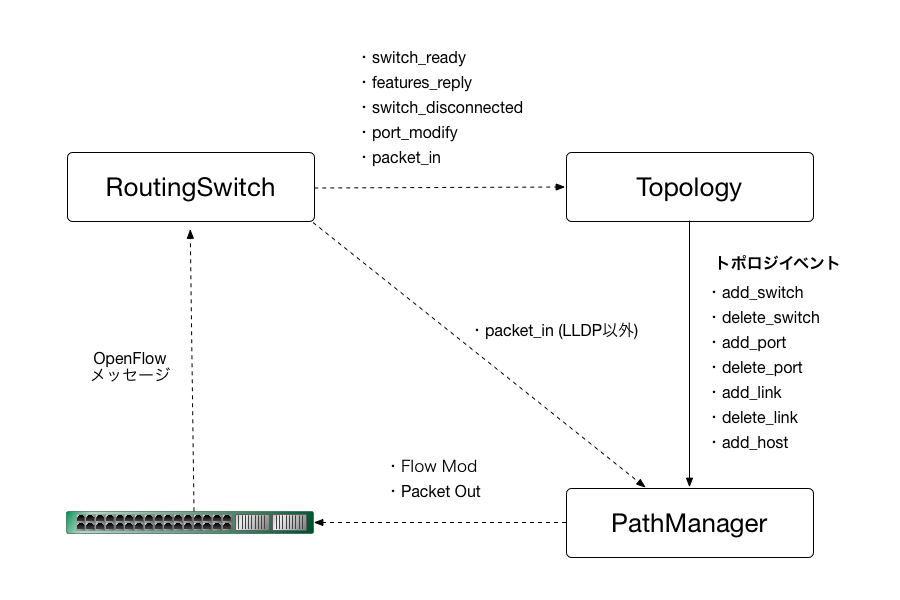 ・switch_ready
・features_reply
・switch_disconnected
・port_modify
・packet_in
RoutingSwitch
Topology
トポロジイベント
・add_switch
・delete_switch
・add_port
・delete_port
・add_link
・delete_link
・add_host
・packet_in (LLDP以外)
OpenFlow
メッセージ
・Flow Mod
・Packet Out
PathManager